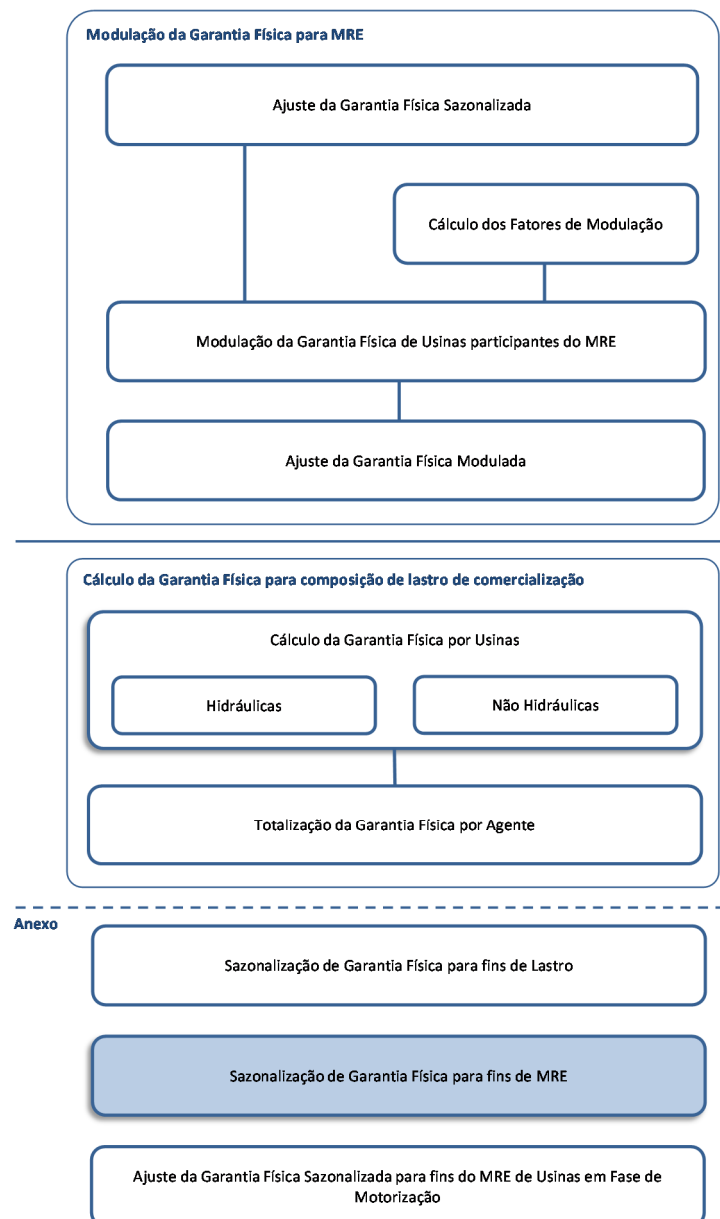 Modulação da Garantia Física para MRE
Ajuste da Garantia Física Sazonalizada
Cálculo dos Fatores de Modulação
Modulação da Garantia Física de Usinas participantes do MRE
Ajuste da Garantia Física Modulada
Cálculo da Garantia Física para composição de lastro de comercialização
Cálculo da Garantia Física por Usinas
Hidráulicas
Não Hidráulicas
Totalização da Garantia Física por Agente
Anexo
Sazonalização de Garantia Física para fins de Lastro
Sazonalização de Garantia Física para fins de MRE
Ajuste da Garantia Física Sazonalizada para fins do MRE de Usinas em Fase de
Motorização